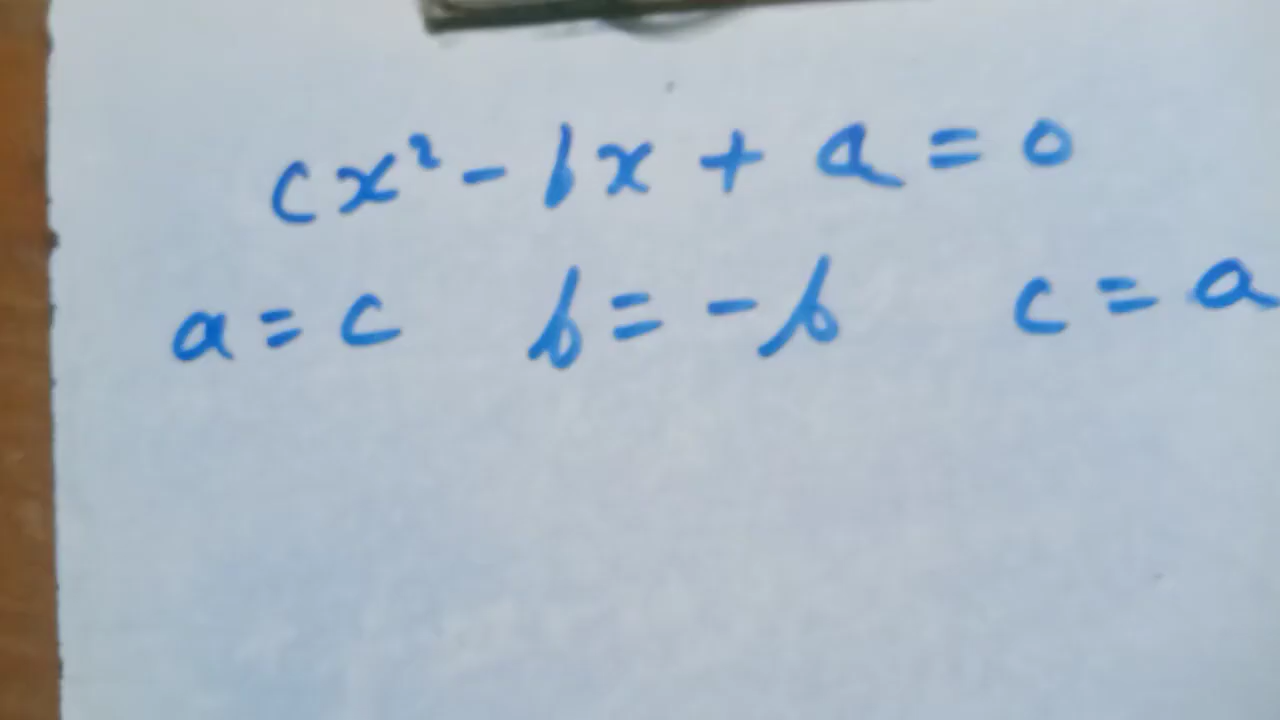 cx² - bx + a = 0
a = c b = -b c = a